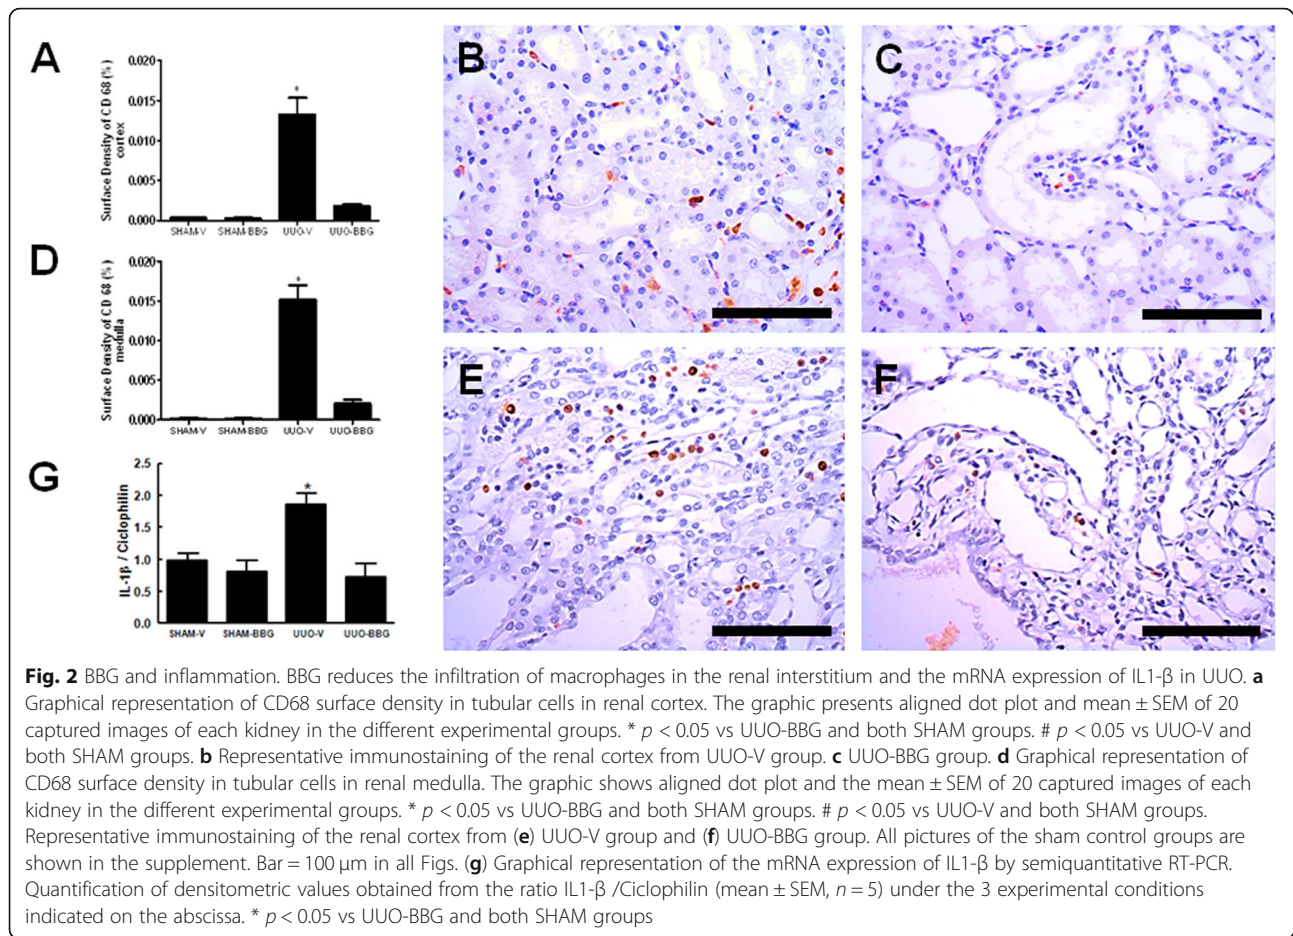 A
Surface Density of CD 68 (%)
cortex
0.020
0.015
0.010
0.005
0.000
*
SHAM-V SHAM-BBG UUO-V UUO-BBG
B
C
D
Surface Density of CD 68 (%)
medulla
0.020
0.015
0.010
0.005
0.000
*
SHAM-V SHAM-BBG UUO-V UUO-BBG
E
F
G
IL-1β / Ciclophilin
2.5
2.0
1.5
1.0
0.5
0.0
*
SHAM-V SHAM-BBG UUO-V UUO-BBG
Fig. 2 BBG and inflammation. BBG reduces the infiltration of macrophages in the renal interstitium and the mRNA expression of IL1-β in UUO. a
Graphical representation of CD68 surface density in tubular cells in renal cortex. The graphic presents aligned dot plot and mean ± SEM of 20
captured images of each kidney in the different experimental groups. * p < 0.05 vs UUO-BBG and both SHAM groups. # p < 0.05 vs UUO-V and
both SHAM groups. b Representative immunostaining of the renal cortex from UUO-V group. c UUO-BBG group. d Graphical representation of
CD68 surface density in tubular cells in renal medulla. The graphic shows aligned dot plot and the mean ± SEM of 20 captured images of each
kidney in the different experimental groups. * p < 0.05 vs UUO-BBG and both SHAM groups. # p < 0.05 vs UUO-V and both SHAM groups.
Representative immunostaining of the renal cortex from (e) UUO-V group and (f) UUO-BBG group. All pictures of the sham control groups are
shown in the supplement. Bar = 100 μm in all Figs. (g) Graphical representation of the mRNA expression of IL1-β by semiquantitative RT-PCR.
Quantification of densitometric values obtained from the ratio IL1-β /Ciclophilin (mean ± SEM, n = 5) under the 3 experimental conditions
indicated on the abscissa. * p < 0.05 vs UUO-BBG and both SHAM groups